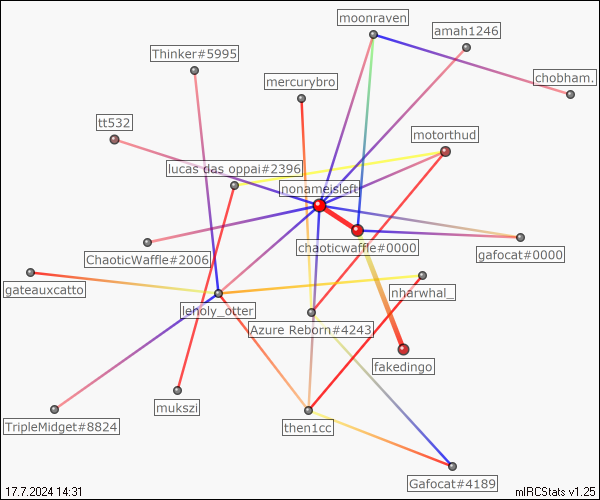 moonraven
amah1246
Thinker#5995
chobham.
mercurybro
tt532
motorthud
lucas das oppai#2396
nonameisleft
chaoticwaffle#0000
gafocat#0000
ChaoticWaffle#2006
gateauxcatto
nharwhal_
leholy_otter
Azure Reborn#4243
fakedingo
mukszi
TripleMidget#8824
then1cc
Gafocat#4189
17.7.2024 14:31
mIRCStats v1.25